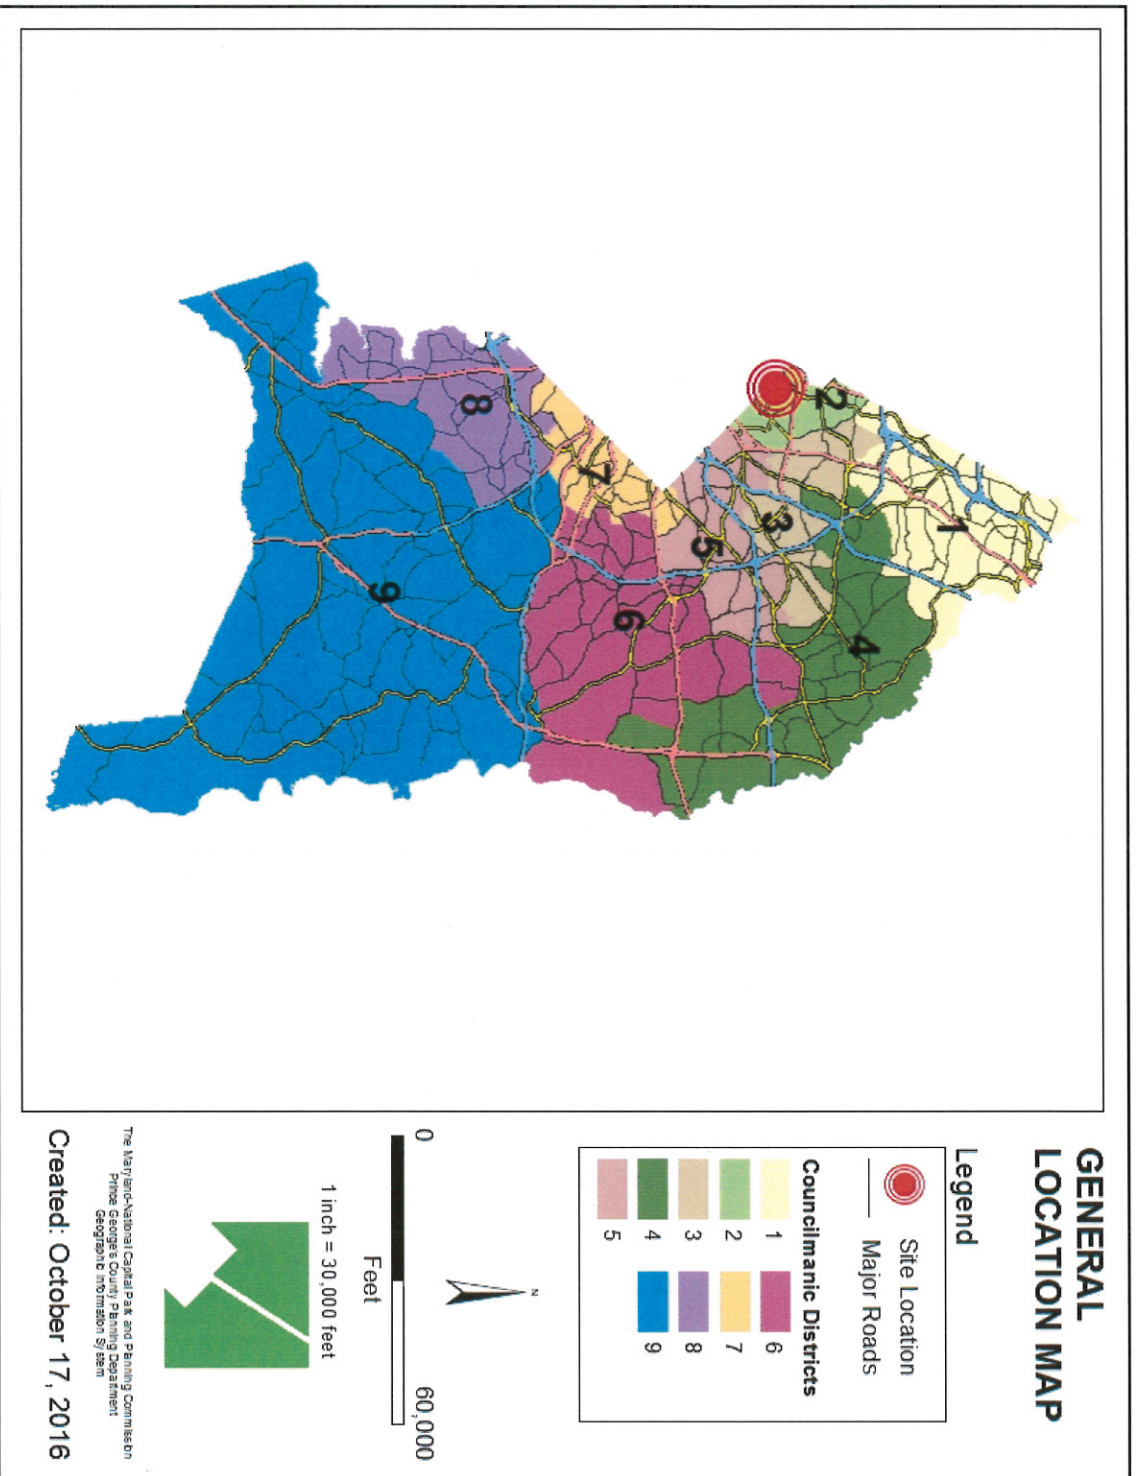 GENERAL
LOCATION MAP
Legend
Site Location
Major Roads
Councilmanic Districts
1
2
3
4
5
6
7
8
9
N
0
60,000
Feet
1 inch = 30,000 feet
The Maryland-National Capital Park and Planning Commission
Prince George's County Planning Department
Geographic Information System
Created: October 17, 2016
1
2
3
4
5
6
7
8
9